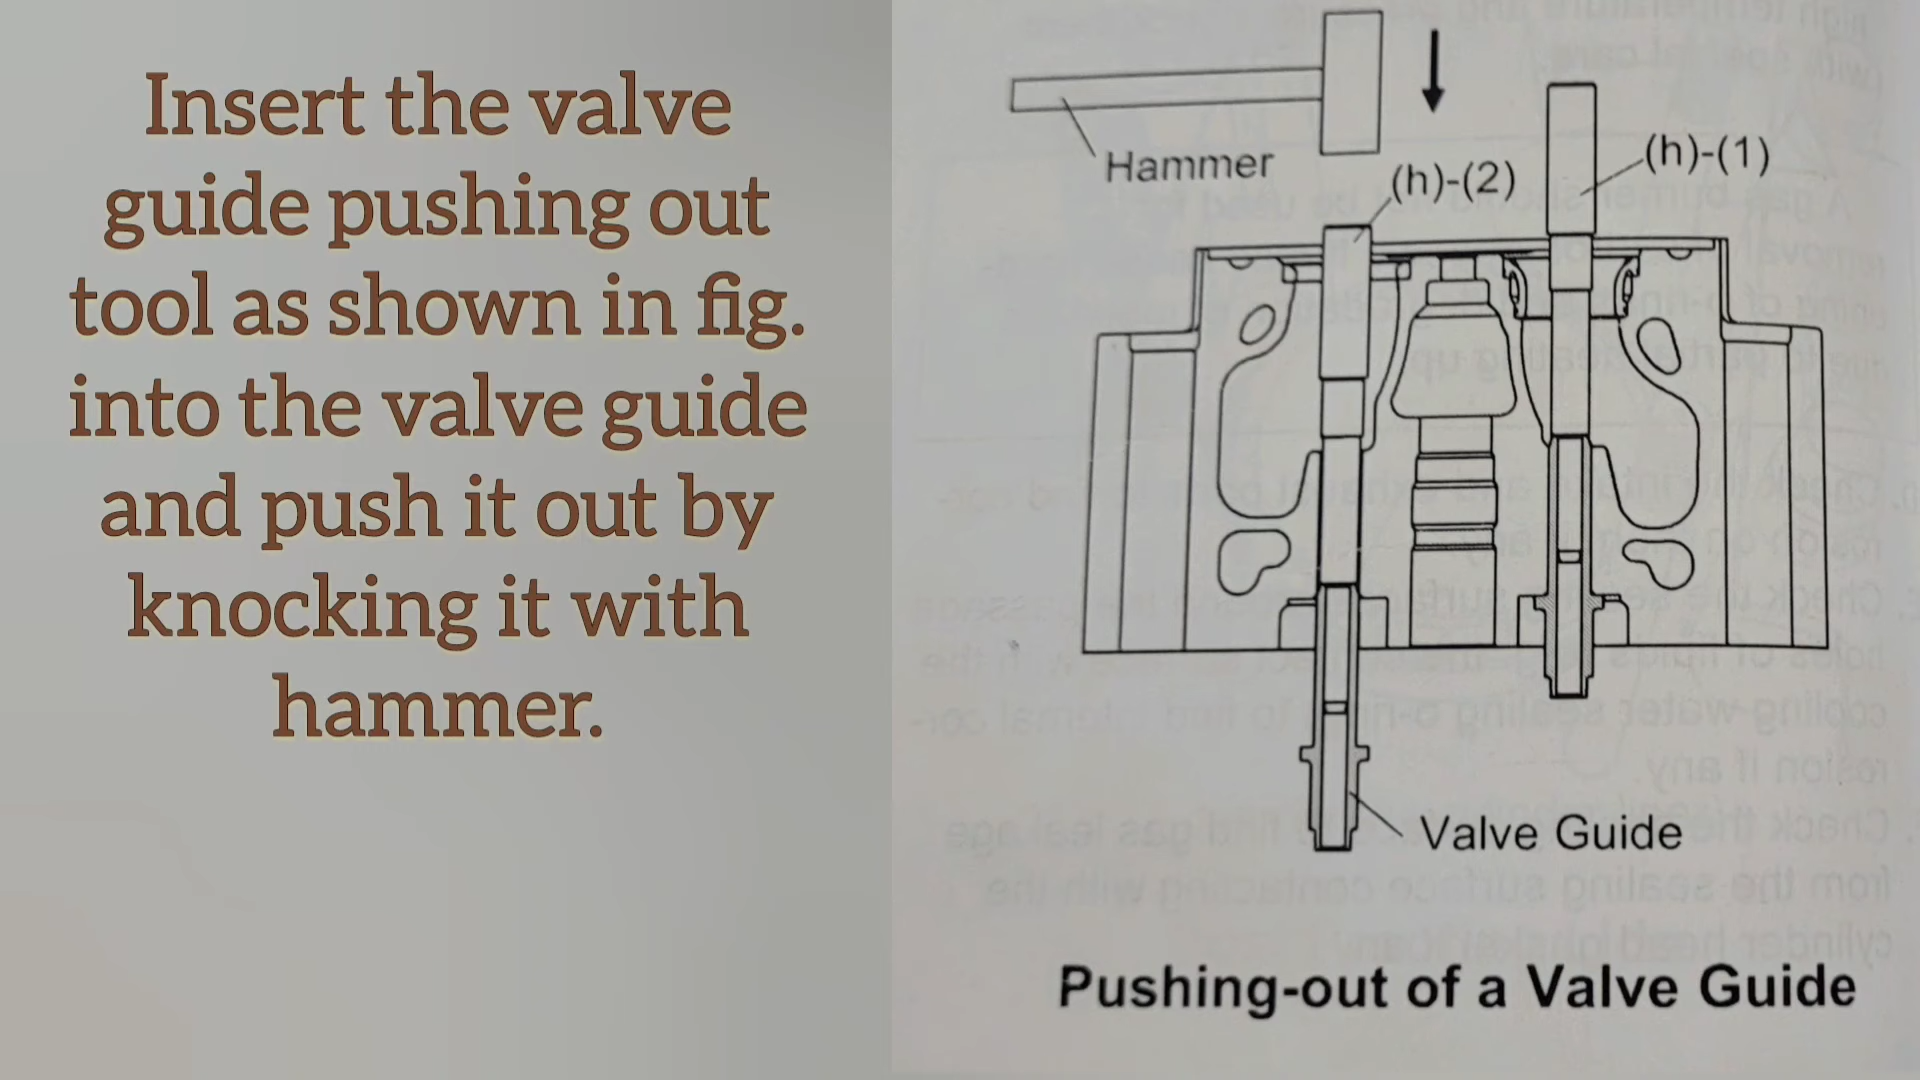 Insert the valve
guide pushing out
tool as shown in fig.
into the valve guide
and push it out by
knocking it with
hammer.
Hammer
(h)-(2)
(h)-(1)
Valve Guide
Pushing-out of a Valve Guide